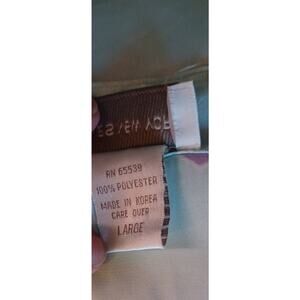 RN 65539
100% POLYESTER
MADE IN KOREA
CARE OVER
LARGE